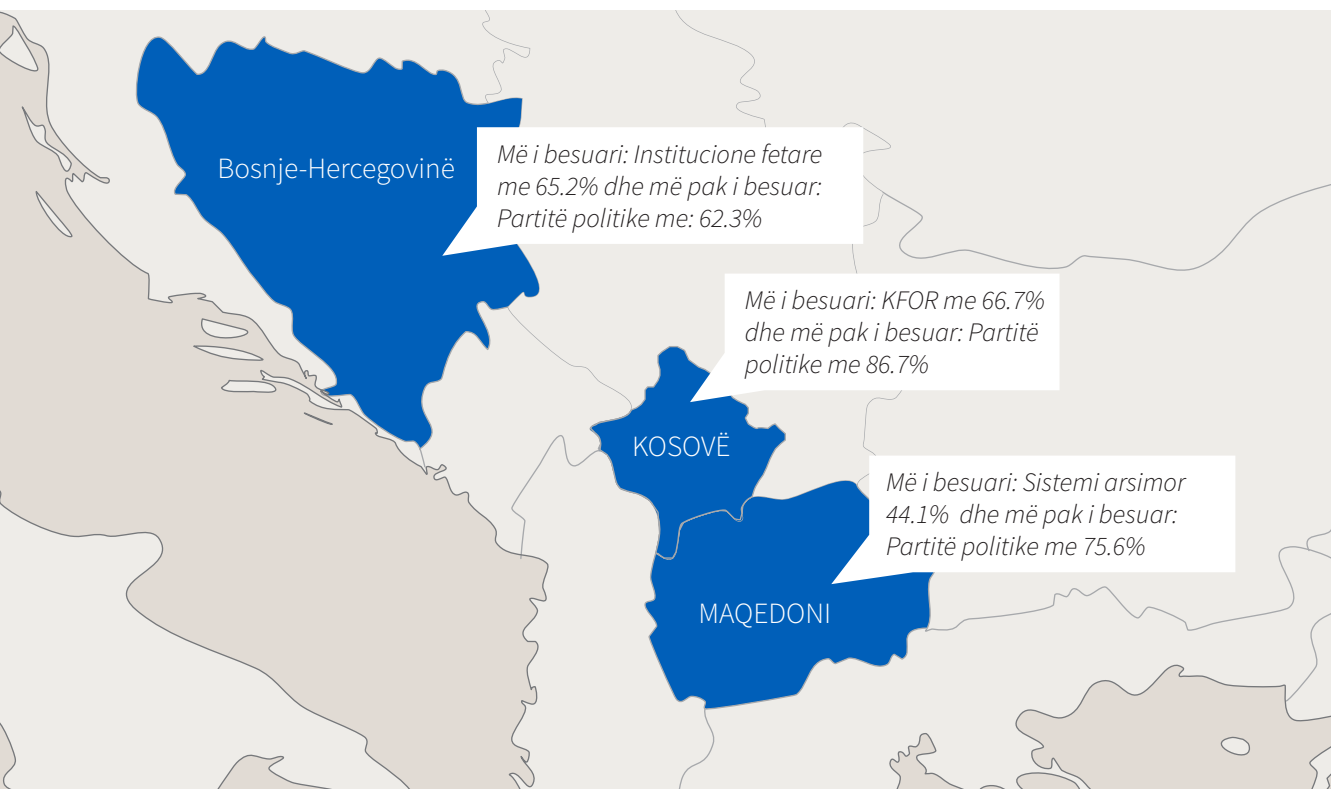 Bosnje-Hercegovinë
Më i besuari: Institucione fetare
me 65.2% dhe më pak i besuar:
Partitë politike me: 62.3%
Më i besuari: KFOR me 66.7%
dhe më pak i besuar: Partitë
politike me 86.7%
KOSOVË
Më i besuari: Sistemi arsimor
44.1% dhe më pak i besuar:
Partitë politike me 75.6%
MAQEDONI